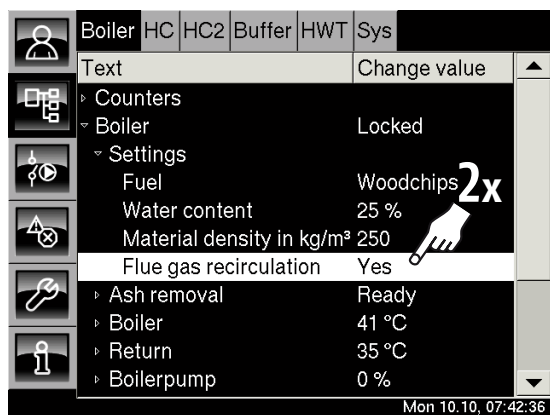 Boiler HC HC2 Buffer HWT Sys
Text Change value
Counters
Boiler Locked
Settings
Fuel Woodchips
2x
Water content 25 %
Material density in kg/m³ 250
Flue gas recirculation Yes
Ash removal Ready
Boiler 41 °C
Return 35 °C
Boilerpump 0 %
Mon 10.10, 07:42:36